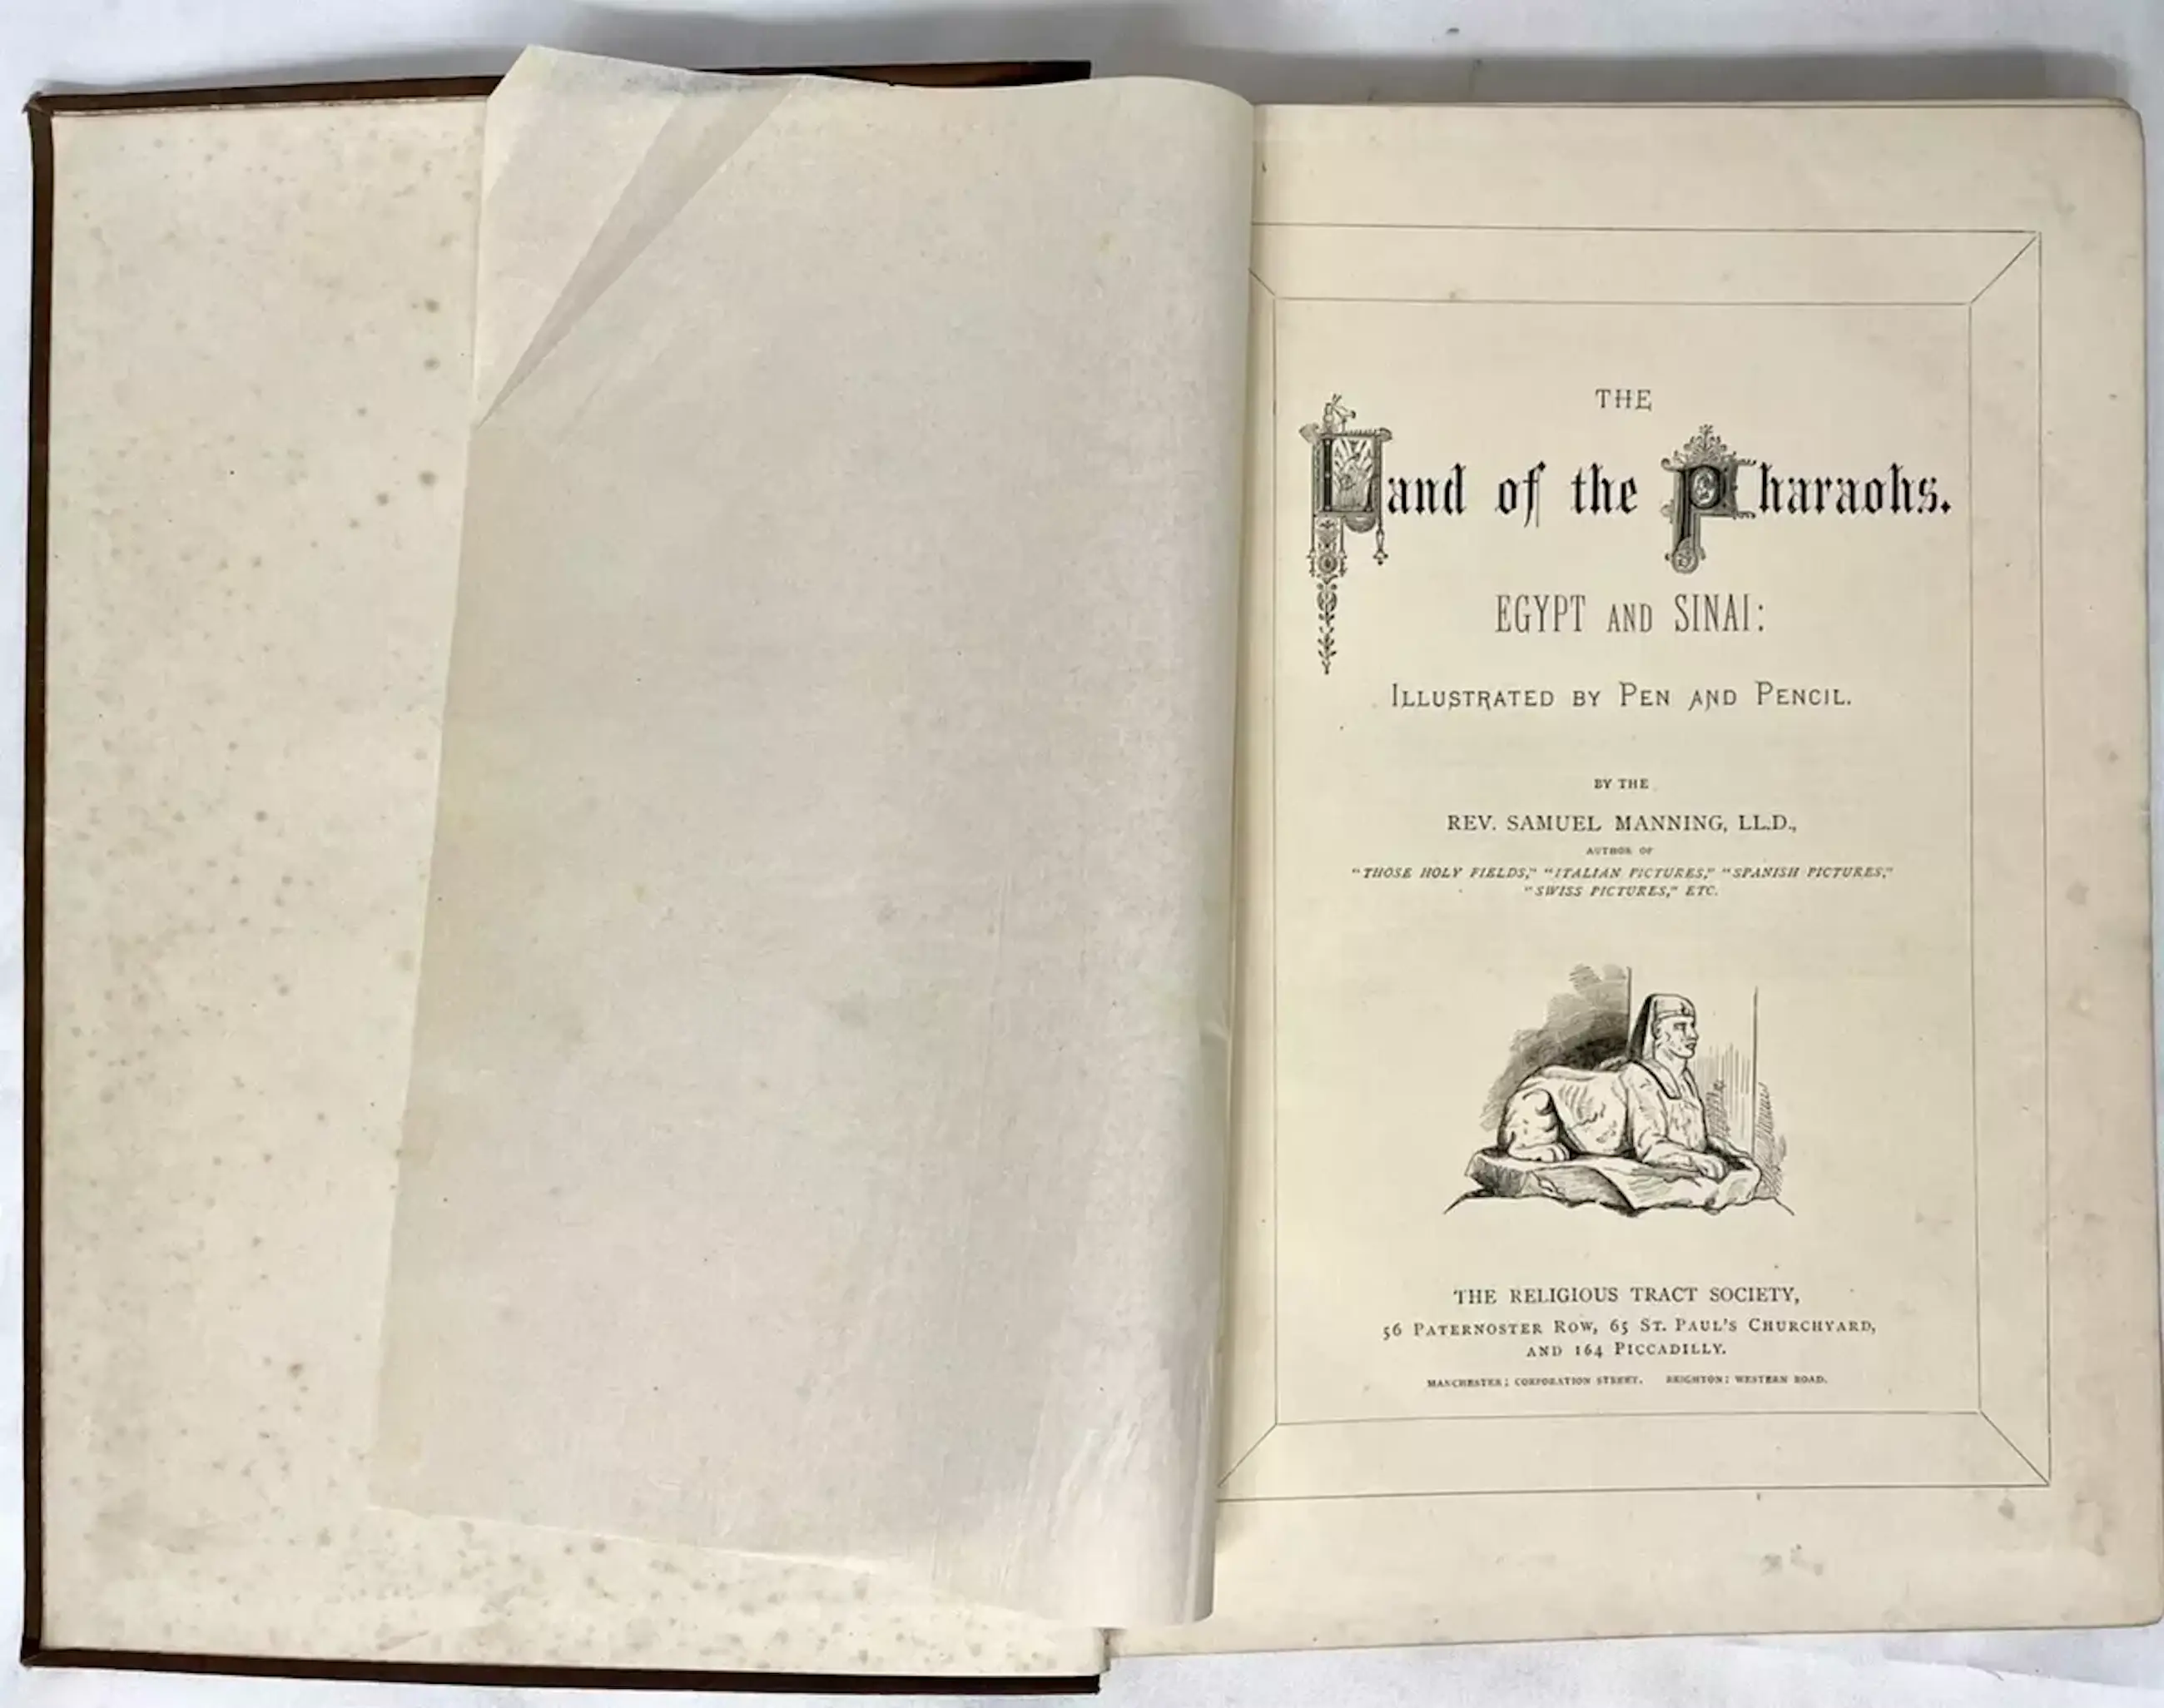 THE
Land of the Pharaohs.
EGYPT AND SINAI:
ILLUSTRATED BY PEN AND PENCIL.
BY THE
REV. SAMUEL MANNING, LL.D.,
AUTHOR OF
"THOSE HOLY FIELDS," "ITALIAN PICTURES," "SPANISH PICTURES,"
"SWISS PICTURES," ETC.
THE RELIGIOUS TRACT SOCIETY,
56 PATERNOSTER ROW, 65 ST. PAUL'S CHURCHYARD,
AND 164 PICCADILLY.
MANCHESTER: CORPORATION STREET. BRIGHTON: WESTERN ROAD.